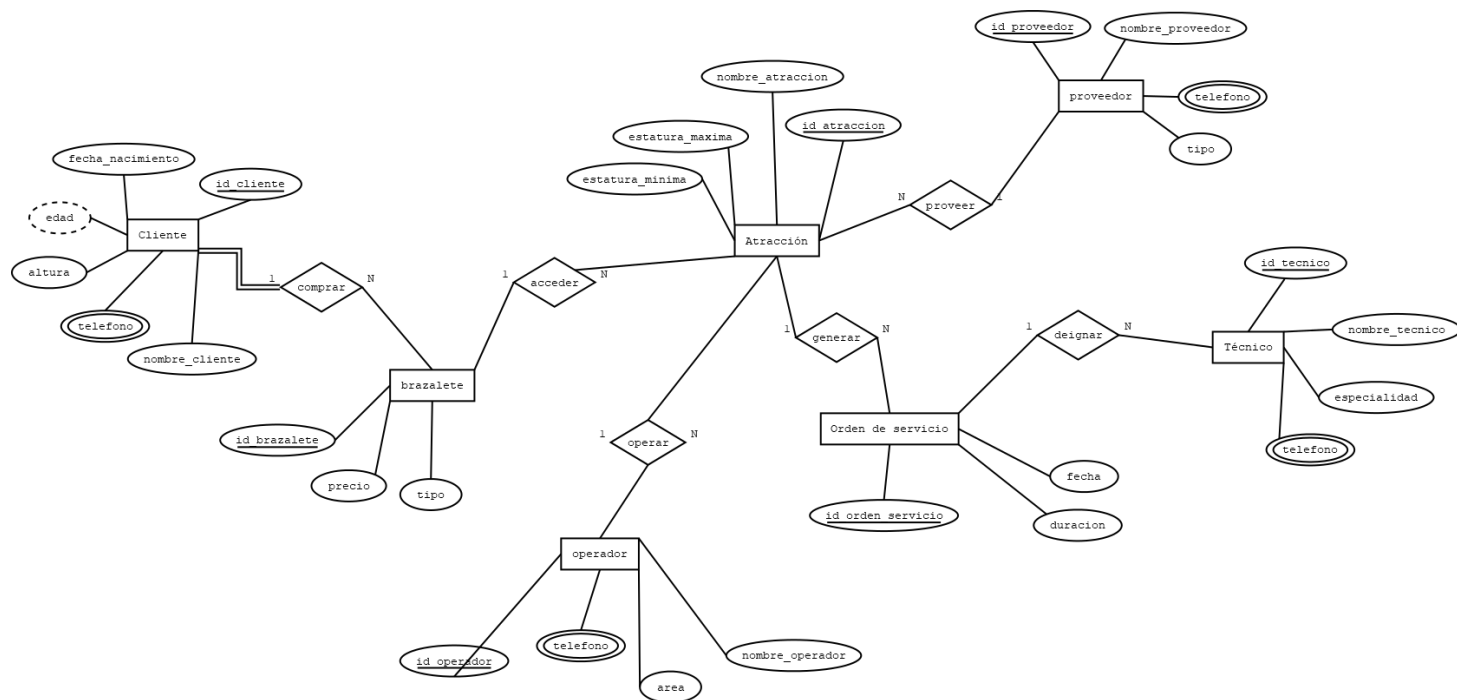 id_proveedor
nombre_proveedor
nombre_atraccion
proveedor
telefono
estatura_maxima
id_atraccion
tipo
fecha_nacimiento
estatura_minima
id_cliente
N
proveer
1
edad
Cliente
Atracción
altura
1
comprar
N
1
acceder
N
id_tecnico
telefono
nombre_cliente
1
generar
N
1
deignar
N
nombre_tecnico
Técnico
brazalete
especialidad
id_brazalete
1
operar
N
Orden de servicio
telefono
precio
tipo
fecha
id_orden_servicio
duracion
operador
telefono
id_operador
nombre_operador
area